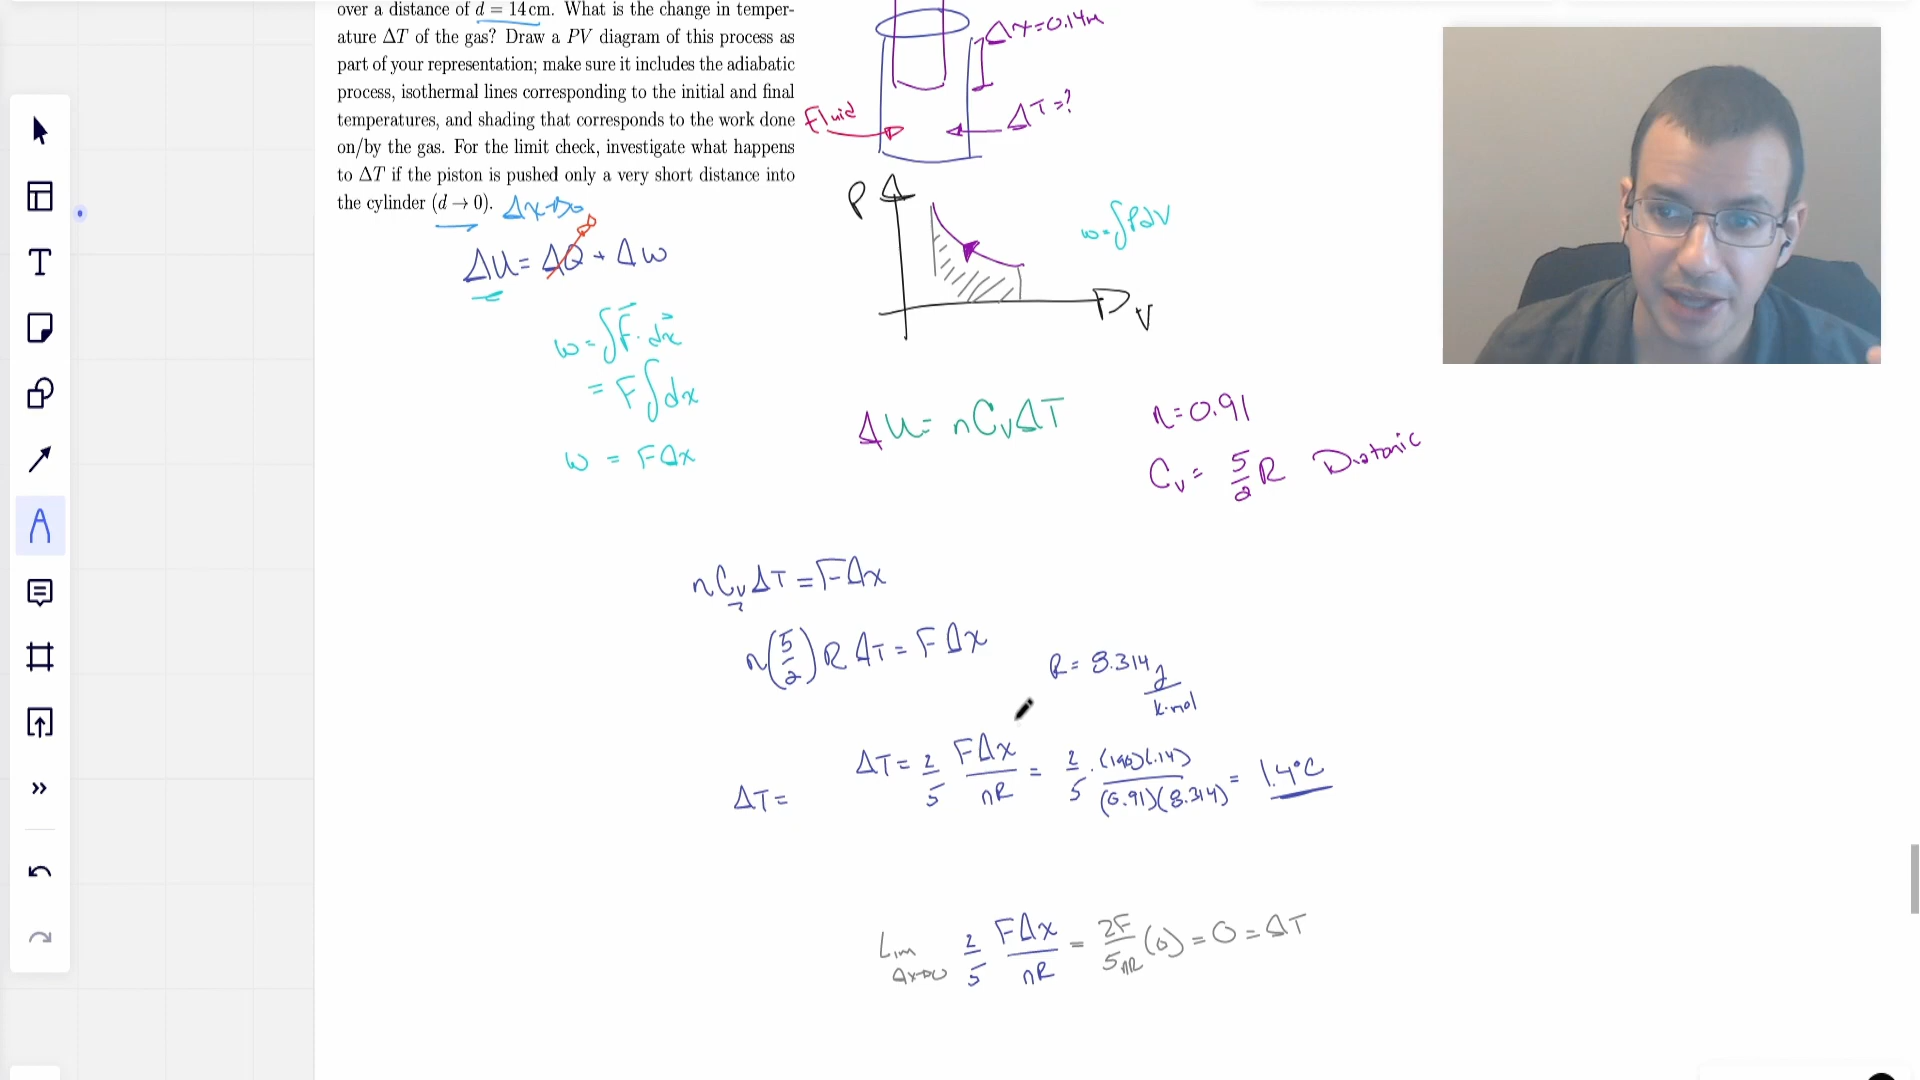 over a distance of d = 14 cm. What is the change in temper-
ature ΔT of the gas? Draw a PV diagram of this process as
part of your representation; make sure it includes the adiabatic
process, isothermal lines corresponding to the initial and final
temperatures, and shading that corresponds to the work done
on/by the gas. For the limit check, investigate what happens
to ΔT if the piston is pushed only a very short distance into
the cylinder (d → 0). Δx→0
Δx=0.14m
Fluid
ΔT=?
P
V
w=∫PdV
ΔU= ΔQ + Δw
w=∫F⃗·dx⃗
= F∫dx
w = FΔx
ΔU= nCvΔT
n=0.91
Cv= 5/2 R Diatomic
nCvΔT=FΔx
n(5/2)RΔT=FΔx
R= 8.314 J/k·mol
ΔT= 2/5 FΔx/nR = 2/5 · (190)(.14)/(0.91)(8.314) = 1.4°C
ΔT=
Lim Δx→0 2/5 FΔx/nR = 2F/5nR (0) = 0 = ΔT